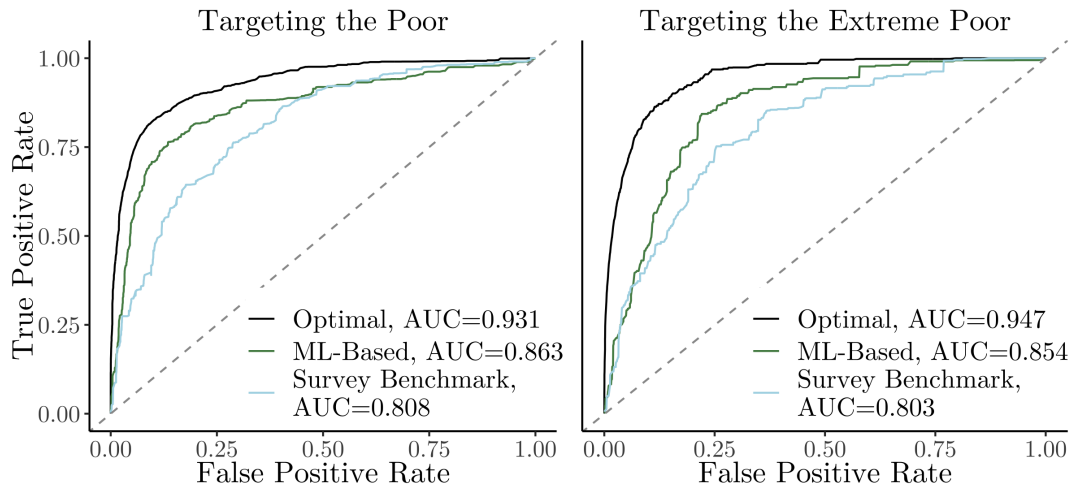 Targeting the Poor
Targeting the Extreme Poor
True Positive Rate
1.00
0.75
0.50
0.25
0.00
Optimal, AUC=0.931
ML-Based, AUC=0.863
Survey Benchmark,
AUC=0.808
Optimal, AUC=0.947
ML-Based, AUC=0.854
Survey Benchmark,
AUC=0.803
0.00 0.25 0.50 0.75 1.00
0.00 0.25 0.50 0.75 1.00
False Positive Rate
False Positive Rate